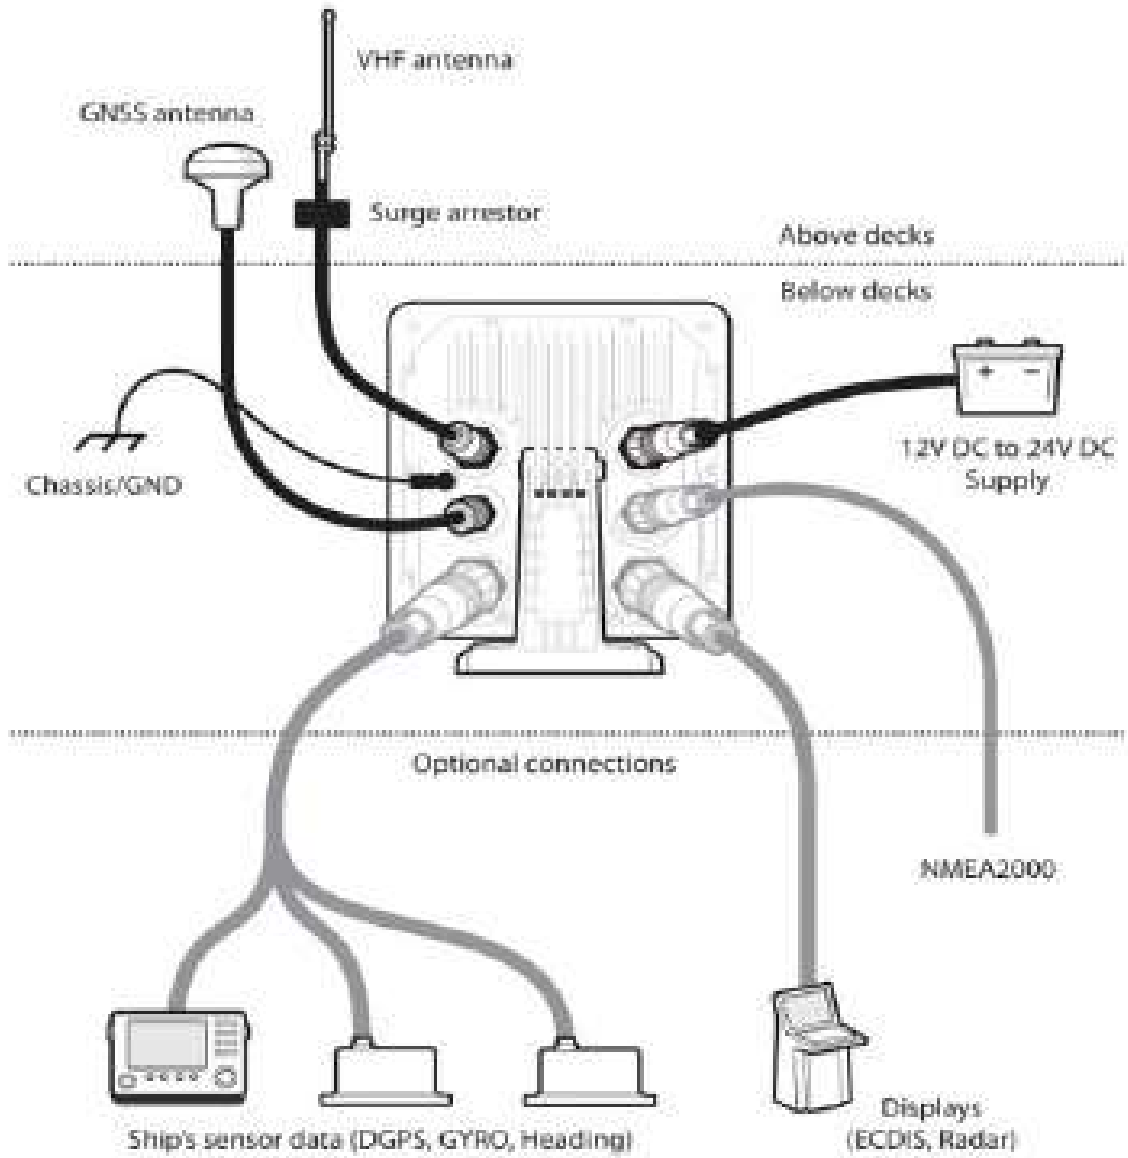 VHF antenna
GNSS antenna
Surge arrestor
Above decks
Below decks
+ −
12V DC to 24V DC
Supply
Chassis/GND
Optional connections
NMEA2000
Displays
(ECDIS, Radar)
Ship's sensor data (DGPS, GYRO, Heading)